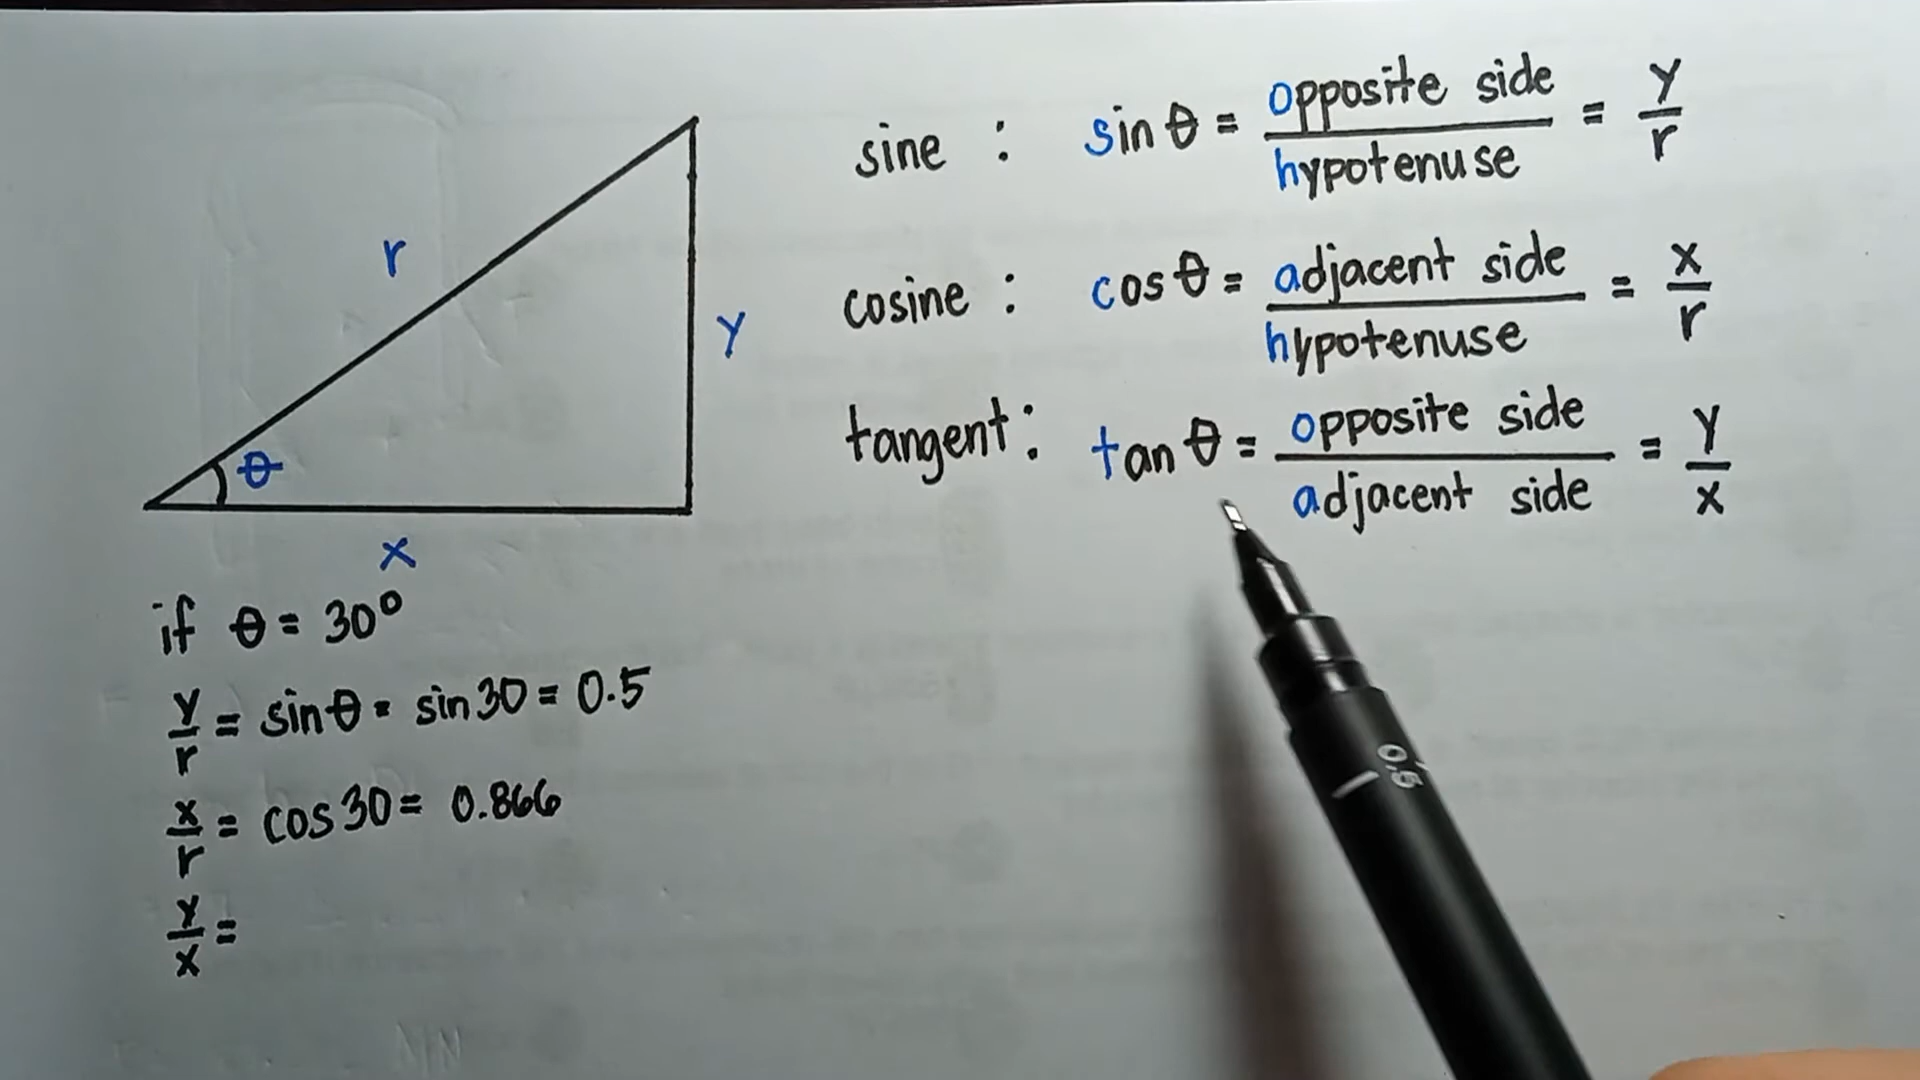 r
y
θ
x
sine : sin θ = opposite side / hypotenuse = y / r
cosine : cos θ = adjacent side / hypotenuse = x / r
tangent : tan θ = opposite side / adjacent side = y / x
if θ = 30°
y / r = sin θ = sin 30 = 0.5
x / r = cos 30 = 0.866
y / x =
0.5